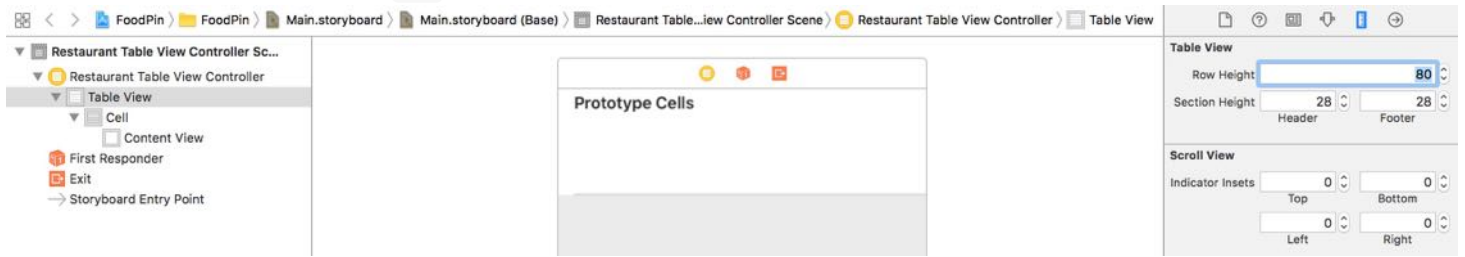 FoodPin FoodPin Main.storyboard Main.storyboard (Base) Restaurant Table...iew Controller Scene Restaurant Table View Controller Table View
Restaurant Table View Controller Sc...
Restaurant Table View Controller
Table View
Cell
Content View
First Responder
Exit
Storyboard Entry Point
Prototype Cells
Table View
Row Height 80
Section Height 28 28
Header Footer
Scroll View
Indicator Insets 0 0
Top Bottom
0 0
Left Right